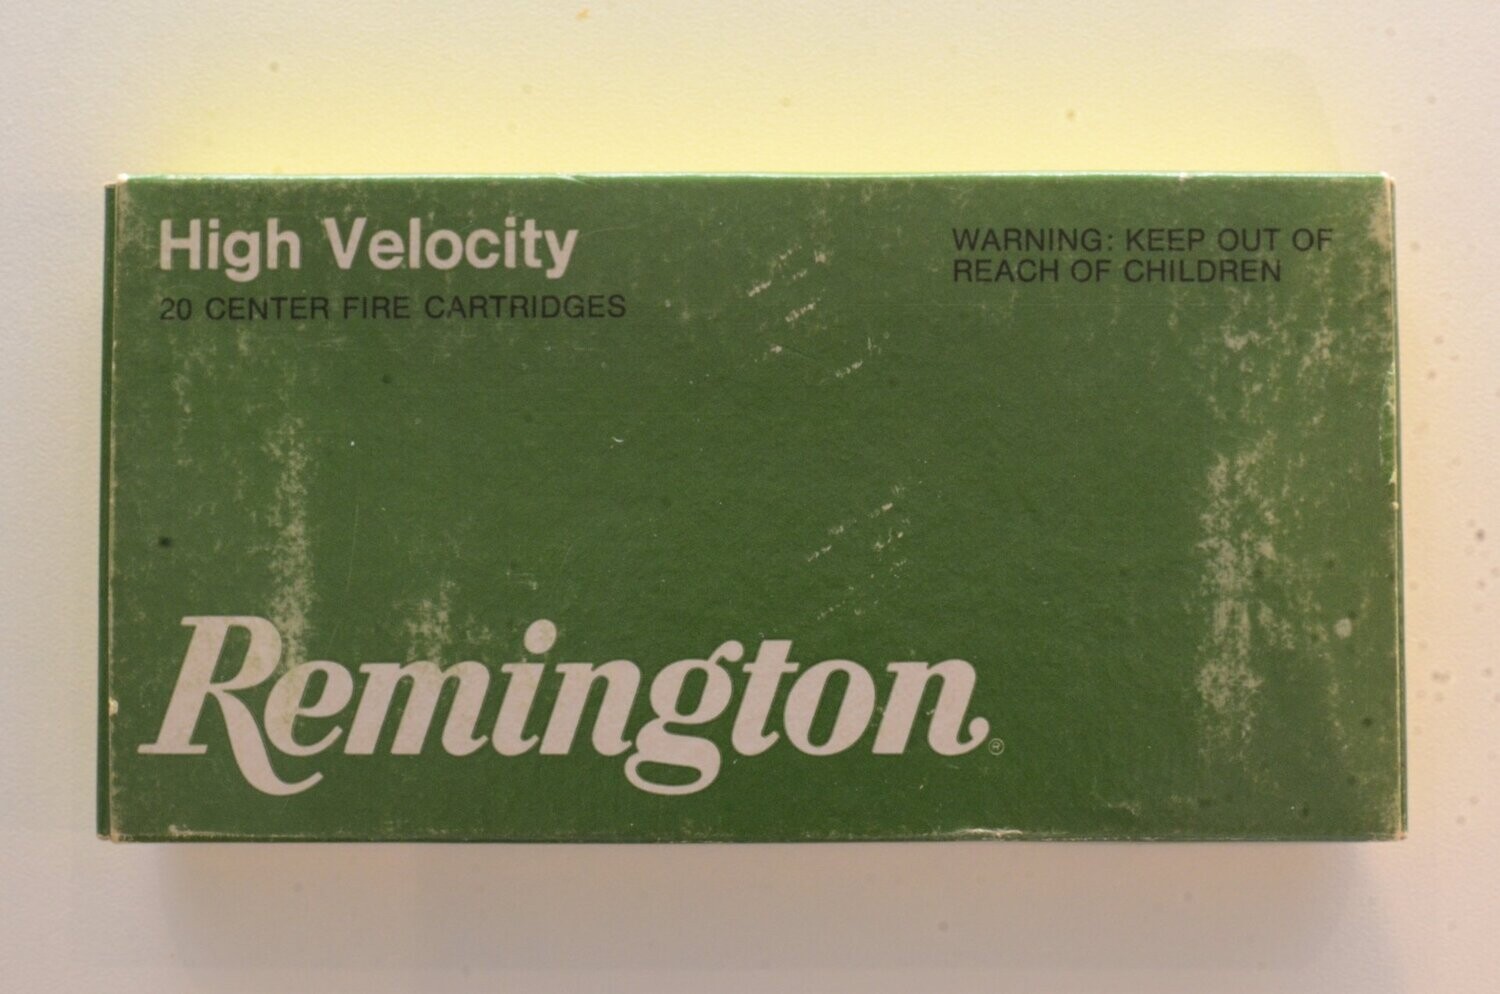 High Velocity
20 CENTER FIRE CARTRIDGES
WARNING: KEEP OUT OF
REACH OF CHILDREN
Remington®